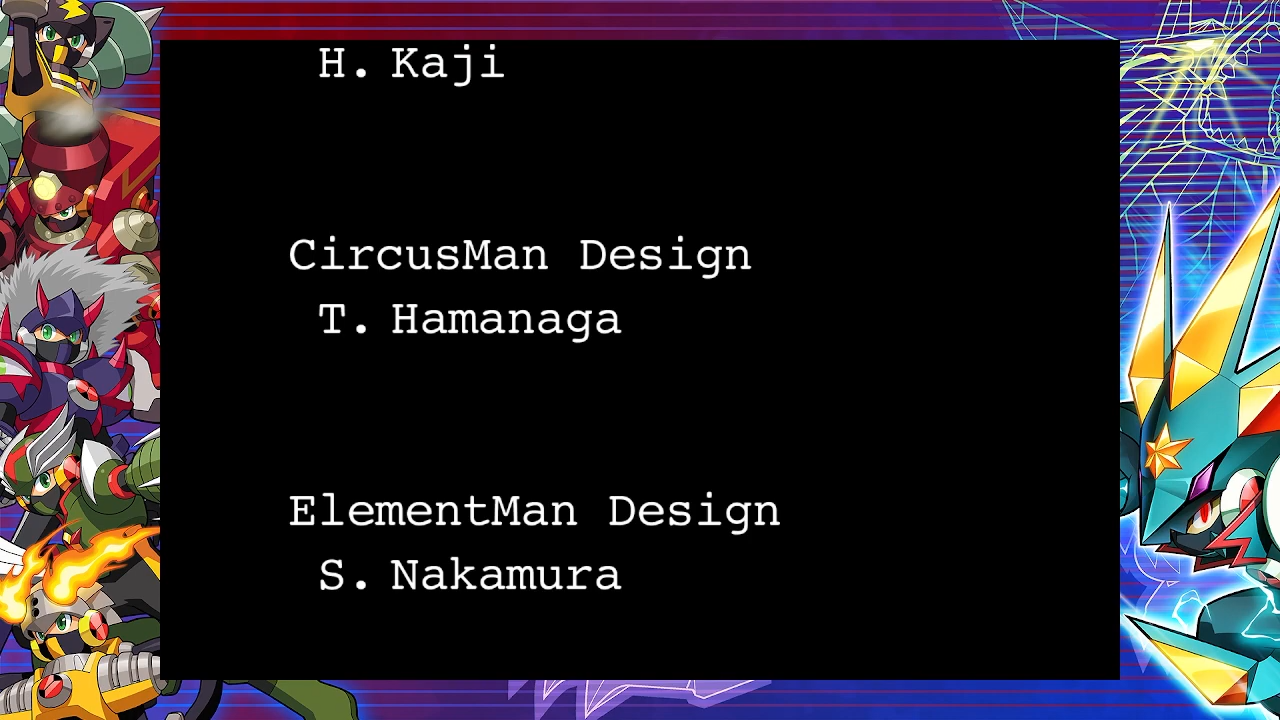 H. Kaji
CircusMan Design
T. Hamanaga
ElementMan Design
S. Nakamura